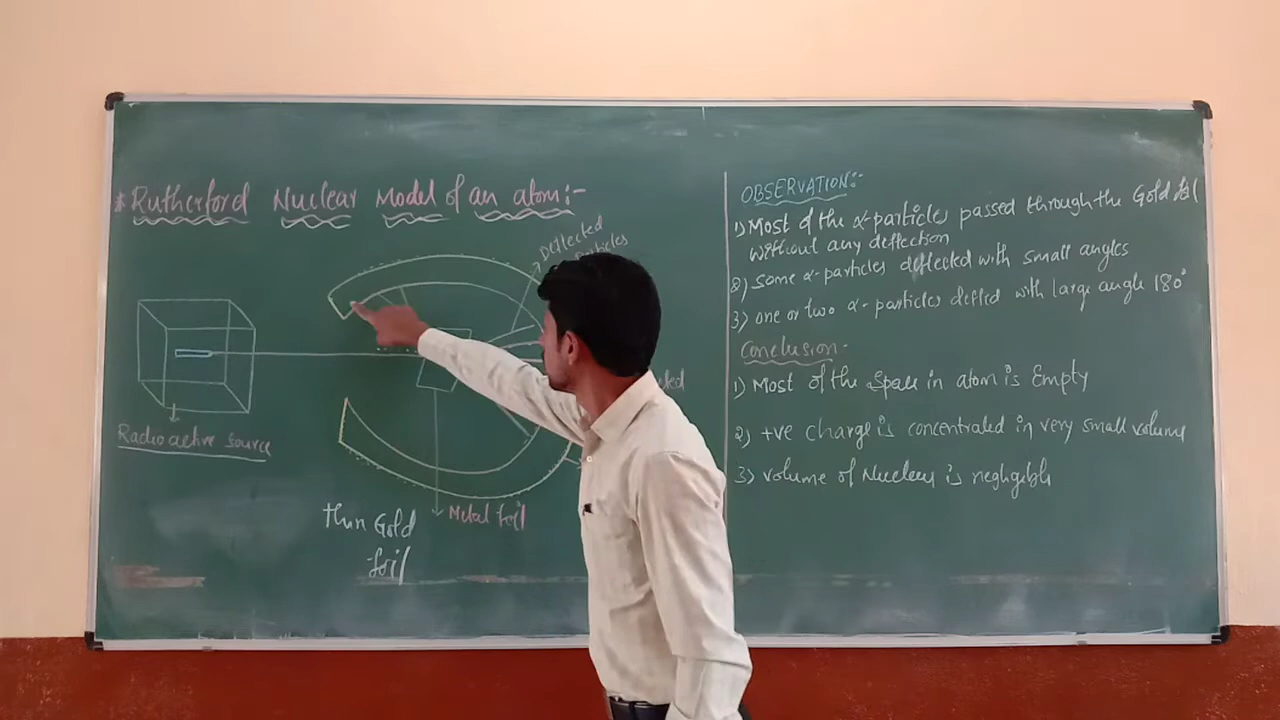 * Rutherford Nuclear Model of an atom:-
Deflected
Radioactive source
Metal foil
thin Gold
foil
OBSERVATION:-
1) Most of the α-particles passed through the Gold foil
without any deflection
2) Some α-particles deflected with small angles
3) one or two α-particles defled with large angle 180°
Conclusion-
1) Most of the Space in atom is Empty
2) +ve charge is concentrated in very small volume
3) volume of Nucleus is negligible